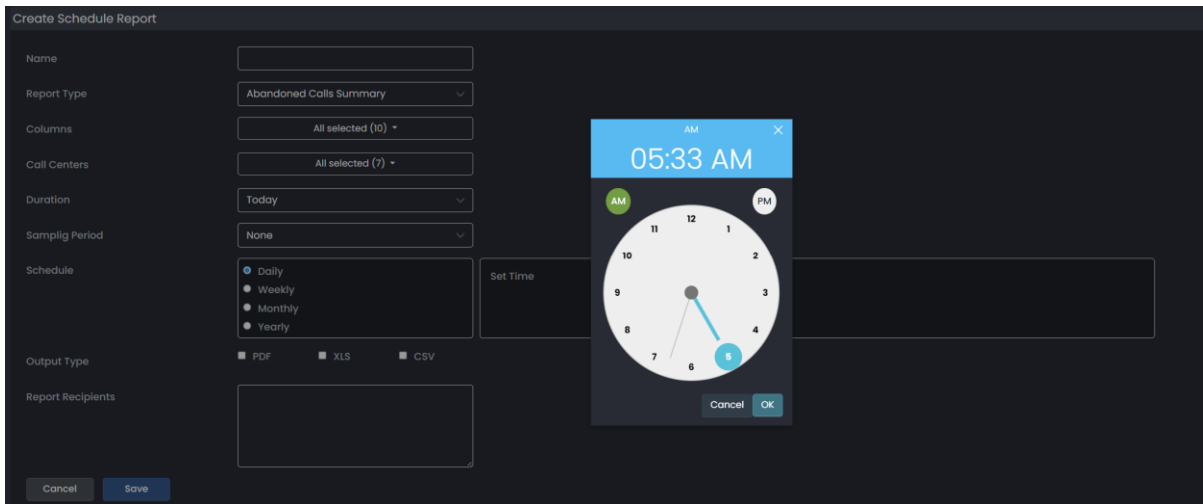 Create Schedule Report
Name
Report Type
Abandoned Calls Summary
Columns
All selected (10)
Call Centers
All selected (7)
Duration
Today
Samplig Period
None
Schedule
Daily
Weekly
Monthly
Yearly
Set Time
Output Type
PDF XLS CSV
Report Recipients
Cancel Save
AM
05:33 AM
AM PM
12
11 1
10 2
9 3
8 4
7 5
6
Cancel OK